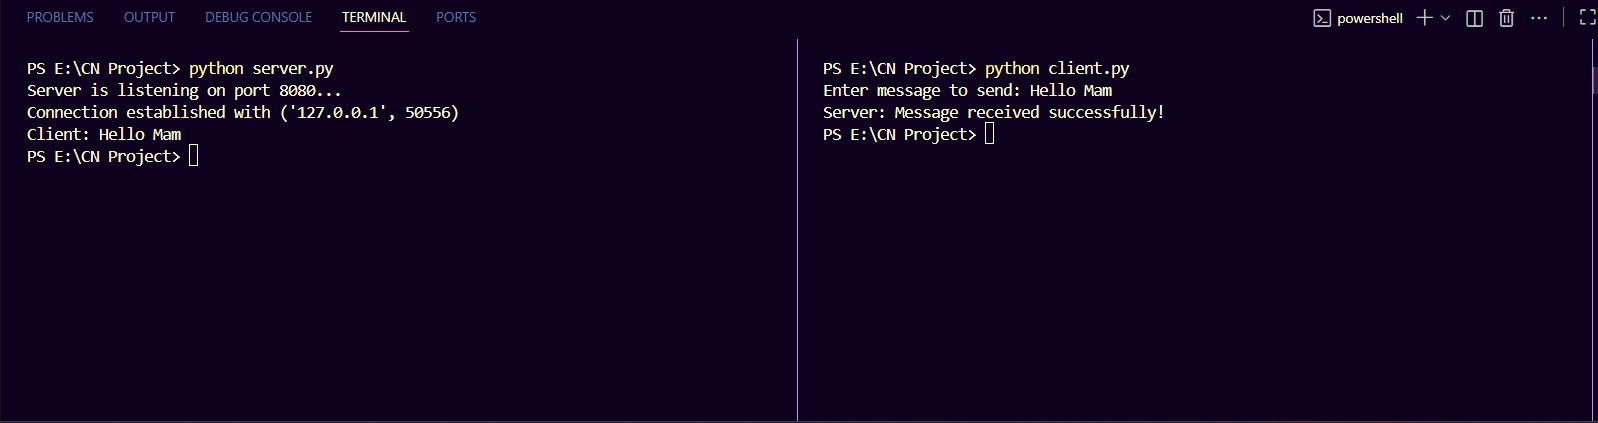 PROBLEMS OUTPUT DEBUG CONSOLE TERMINAL PORTS powershell
PS E:\CN Project> python server.py
Server is listening on port 8080...
Connection established with ('127.0.0.1', 50556)
Client: Hello Mam
PS E:\CN Project>
PS E:\CN Project> python client.py
Enter message to send: Hello Mam
Server: Message received successfully!
PS E:\CN Project>